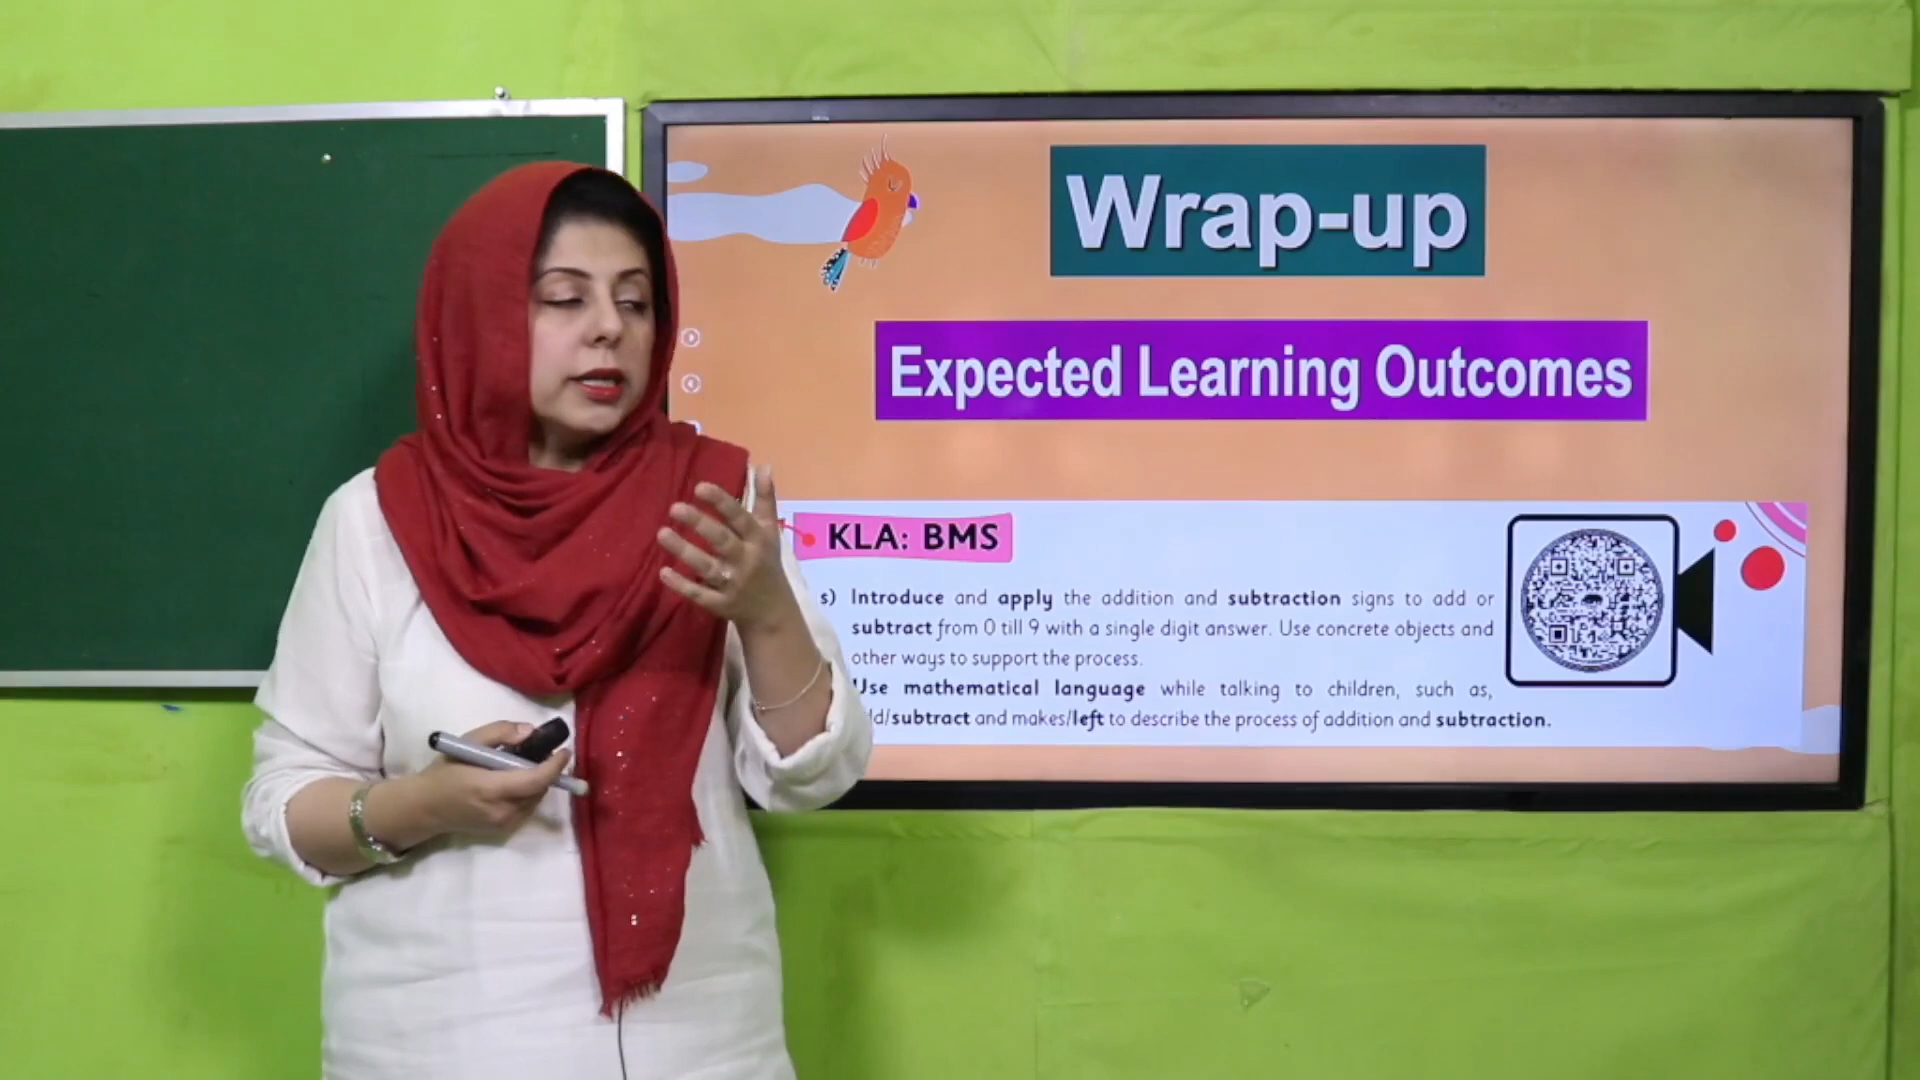 Wrap-up
Expected Learning Outcomes
KLA: BMS
s) Introduce and apply the addition and subtraction signs to add or
subtract from 0 till 9 with a single digit answer. Use concrete objects and
other ways to support the process.
Use mathematical language while talking to children, such as,
dd/subtract and makes/left to describe the process of addition and subtraction.